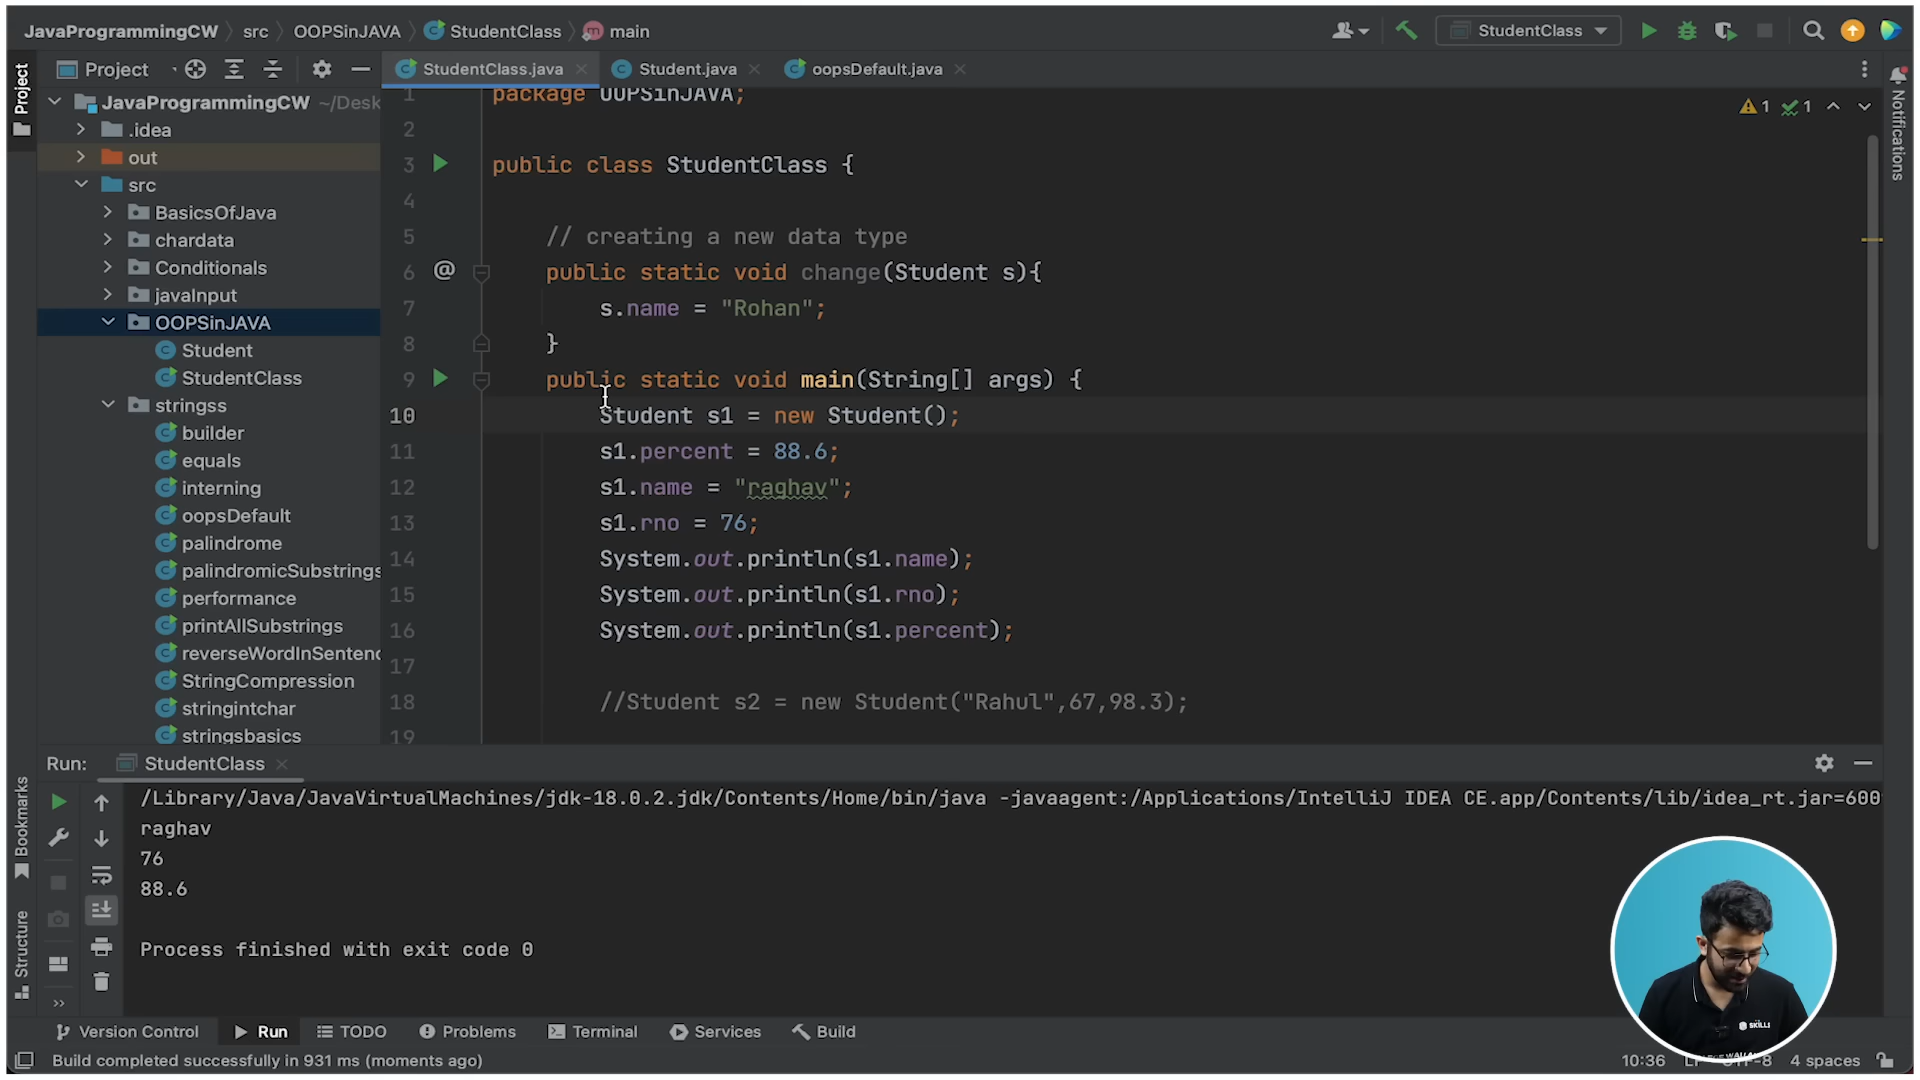 JavaProgrammingCW src OOPSinJAVA StudentClass main
StudentClass
Project
StudentClass.java Student.java oopsDefault.java
Project
Notifications
JavaProgrammingCW ~/Desk
.idea
out
src
BasicsOfJava
chardata
Conditionals
javaInput
OOPSinJAVA
Student
StudentClass
stringss
builder
equals
interning
oopsDefault
palindrome
palindromicSubstrings
performance
printAllSubstrings
reverseWordInSentenc
StringCompression
stringintchar
stringsbasics
1 1
1 package OOPSinJAVA;
2
3 public class StudentClass {
4
5 // creating a new data type
6 @ public static void change(Student s){
7 s.name = "Rohan";
8 }
9 public static void main(String[] args) {
10 Student s1 = new Student();
11 s1.percent = 88.6;
12 s1.name = "raghav";
13 s1.rno = 76;
14 System.out.println(s1.name);
15 System.out.println(s1.rno);
16 System.out.println(s1.percent);
17
18 //Student s2 = new Student("Rahul",67,98.3);
19
Run: StudentClass
/Library/Java/JavaVirtualMachines/jdk-18.0.2.jdk/Contents/Home/bin/java -javaagent:/Applications/IntelliJ IDEA CE.app/Contents/lib/idea_rt.jar=600
raghav
76
88.6
Process finished with exit code 0
Bookmarks
Structure
SKILLS
Version Control Run TODO Problems Terminal Services Build
Build completed successfully in 931 ms (moments ago)
10:36 LF UTF-8 4 spaces